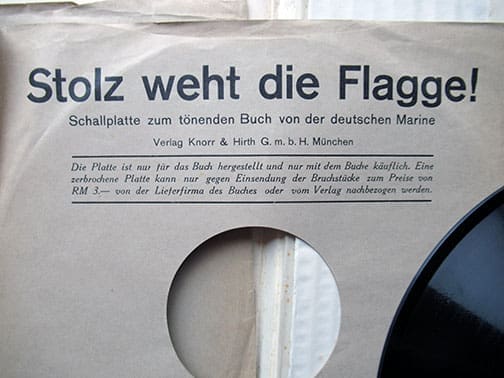 Stolz weht die Flagge!
Schallplatte zum tönenden Buch von der deutschen Marine
Verlag Knorr & Hirth G. m. b. H. München
Die Platte ist nur für das Buch hergestellt und nur mit dem Buche käuflich. Eine
zerbrochene Platte kann nur gegen Einsendung der Bruchstücke zum Preise von
RM 3.— von der Lieferfirma des Buches oder vom Verlag nachbezogen werden.